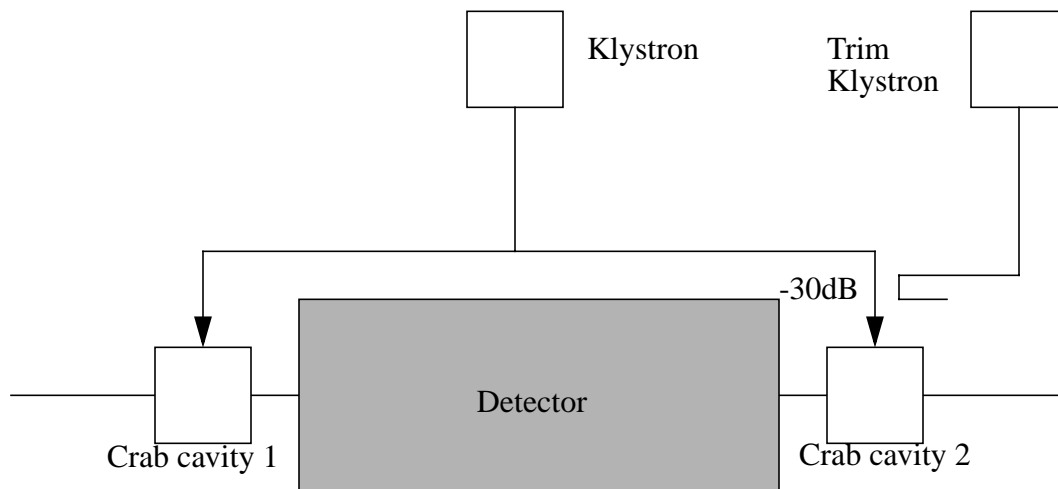 Klystron
Trim
Klystron
-30dB
Detector
Crab cavity 1
Crab cavity 2